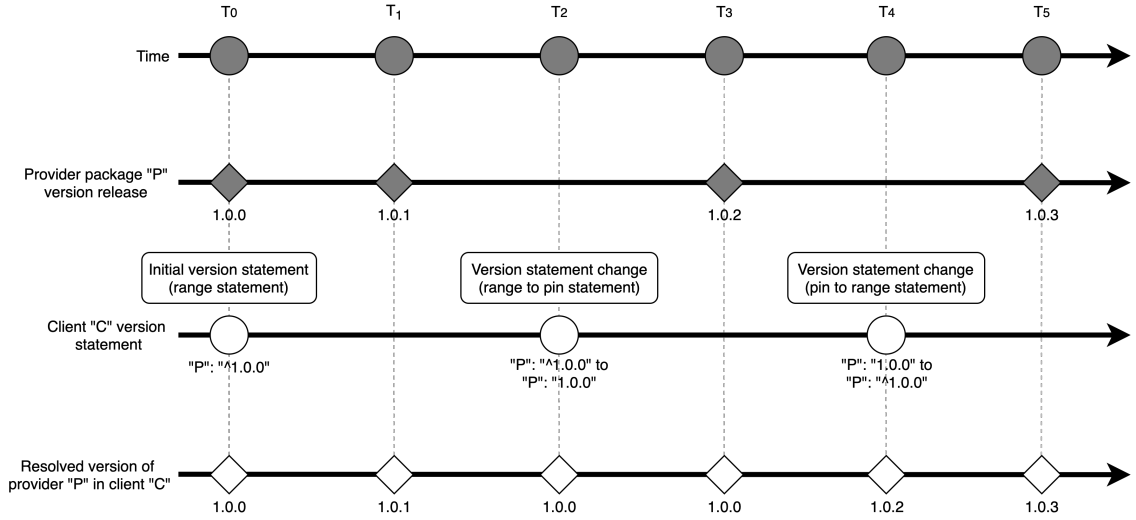 T0
T1
T2
T3
T4
T5
Time
Provider package "P"
version release
1.0.0
1.0.1
1.0.2
1.0.3
Initial version statement
(range statement)
Version statement change
(range to pin statement)
Version statement change
(pin to range statement)
Client "C" version
statement
"P": "^1.0.0"
"P": "^1.0.0" to
"P": "1.0.0"
"P": "1.0.0" to
"P": "^1.0.0"
Resolved version of
provider "P" in client "C"
1.0.0
1.0.1
1.0.0
1.0.0
1.0.2
1.0.3